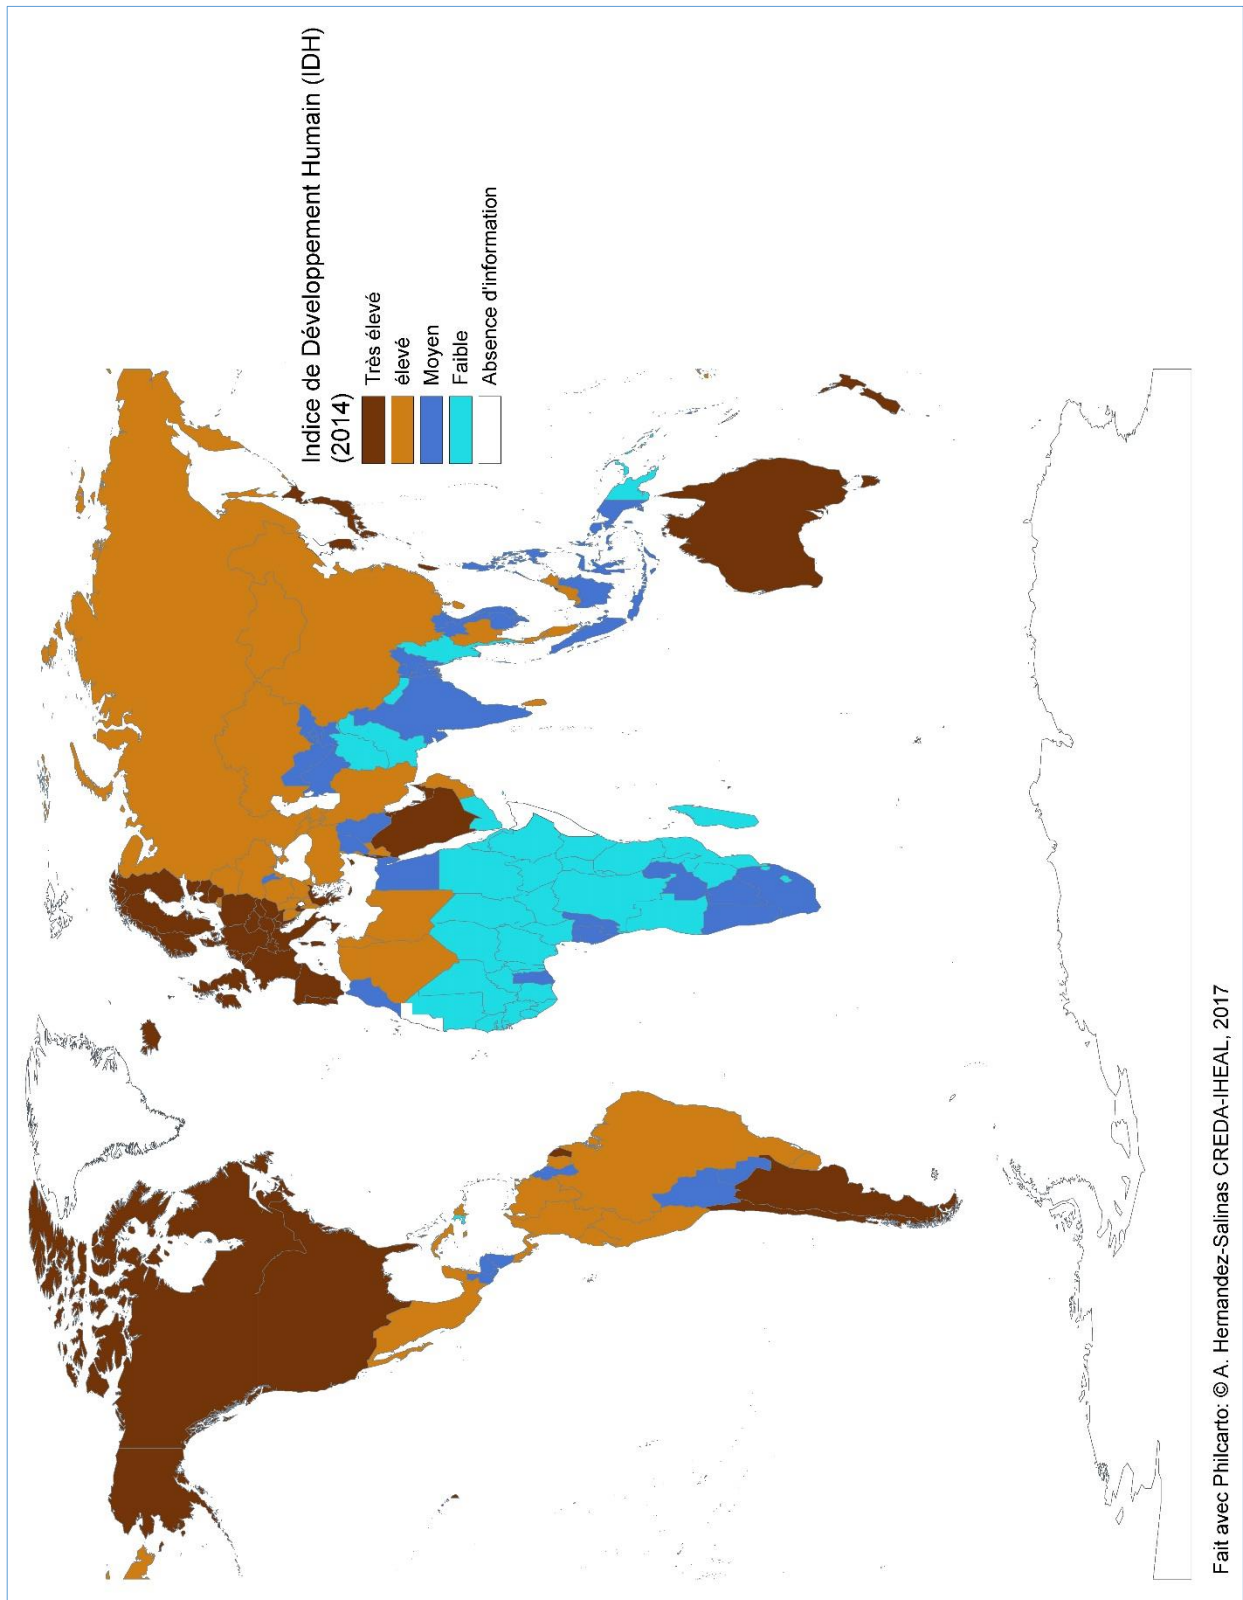 Indice de Développement Humain (IDH)
(2014)
Très élevé
élevé
Moyen
Faible
Absence d'information
Fait avec Philcarto: © A. Hernandez-Salinas CREDA-IHEAL, 2017